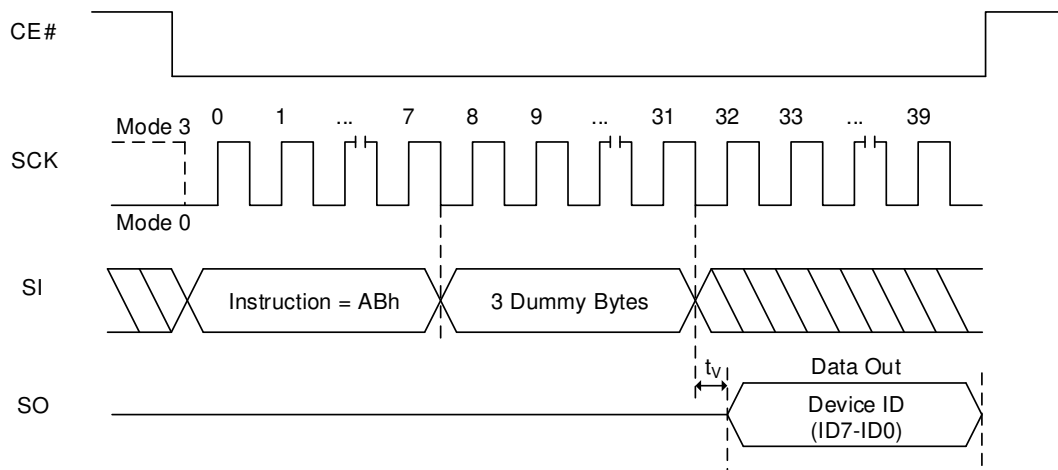 CE#
0 1 ... 7 8 9 ... 31 32 33 ... 39
Mode 3
SCK
Mode 0
SI
Instruction = ABh
3 Dummy Bytes
tV
Data Out
SO
Device ID
(ID7-ID0)